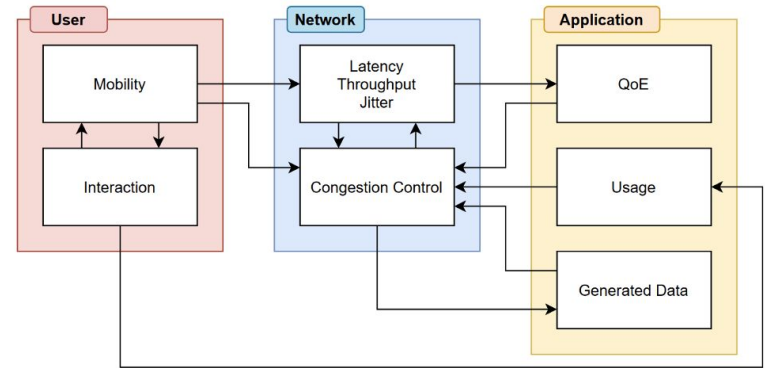 User
Network
Application
Mobility
Latency
Throughput
Jitter
QoE
Interaction
Congestion Control
Usage
Generated Data